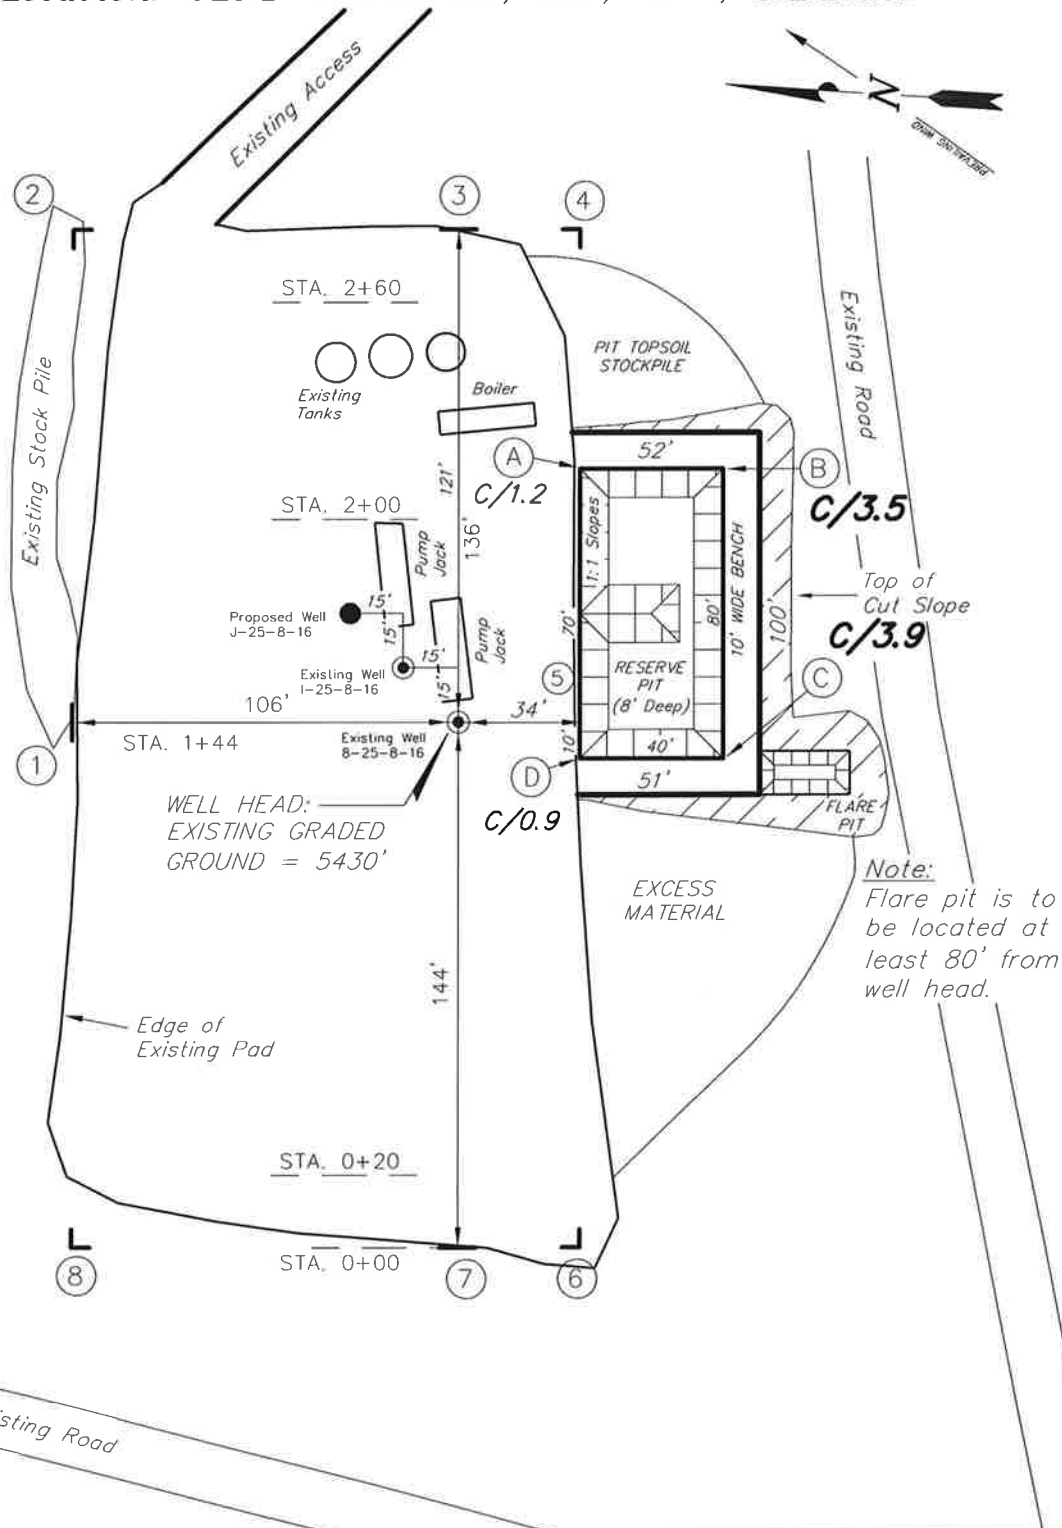 Existing Access
N
PREVAILING WIND
2
3
4
STA. 2+60
PIT TOPSOIL
STOCKPILE
Existing Road
Existing Stock Pile
Existing
Tanks
Boiler
52'
A
B
C/1.2
C/3.5
121'
136'
STA. 2+00
1:1 Slopes
Pump
Jack
10' WIDE BENCH
Top of
Cut Slope
C/3.9
Proposed Well
J-25-8-16
15'
15'
70'
80'
100'
Pump
Jack
Existing Well
I-25-8-16
15'
15'
5
RESERVE
PIT
(8' Deep)
C
106'
34'
1
STA. 1+44
Existing Well
8-25-8-16
10'
40'
D
51'
C/0.9
WELL HEAD:
EXISTING GRADED
GROUND = 5430'
FLARE
PIT
Note:
Flare pit is to
be located at
least 80' from
well head.
EXCESS
MATERIAL
144'
Edge of
Existing Pad
STA. 0+20
STA. 0+00
8
7
6
isting Road